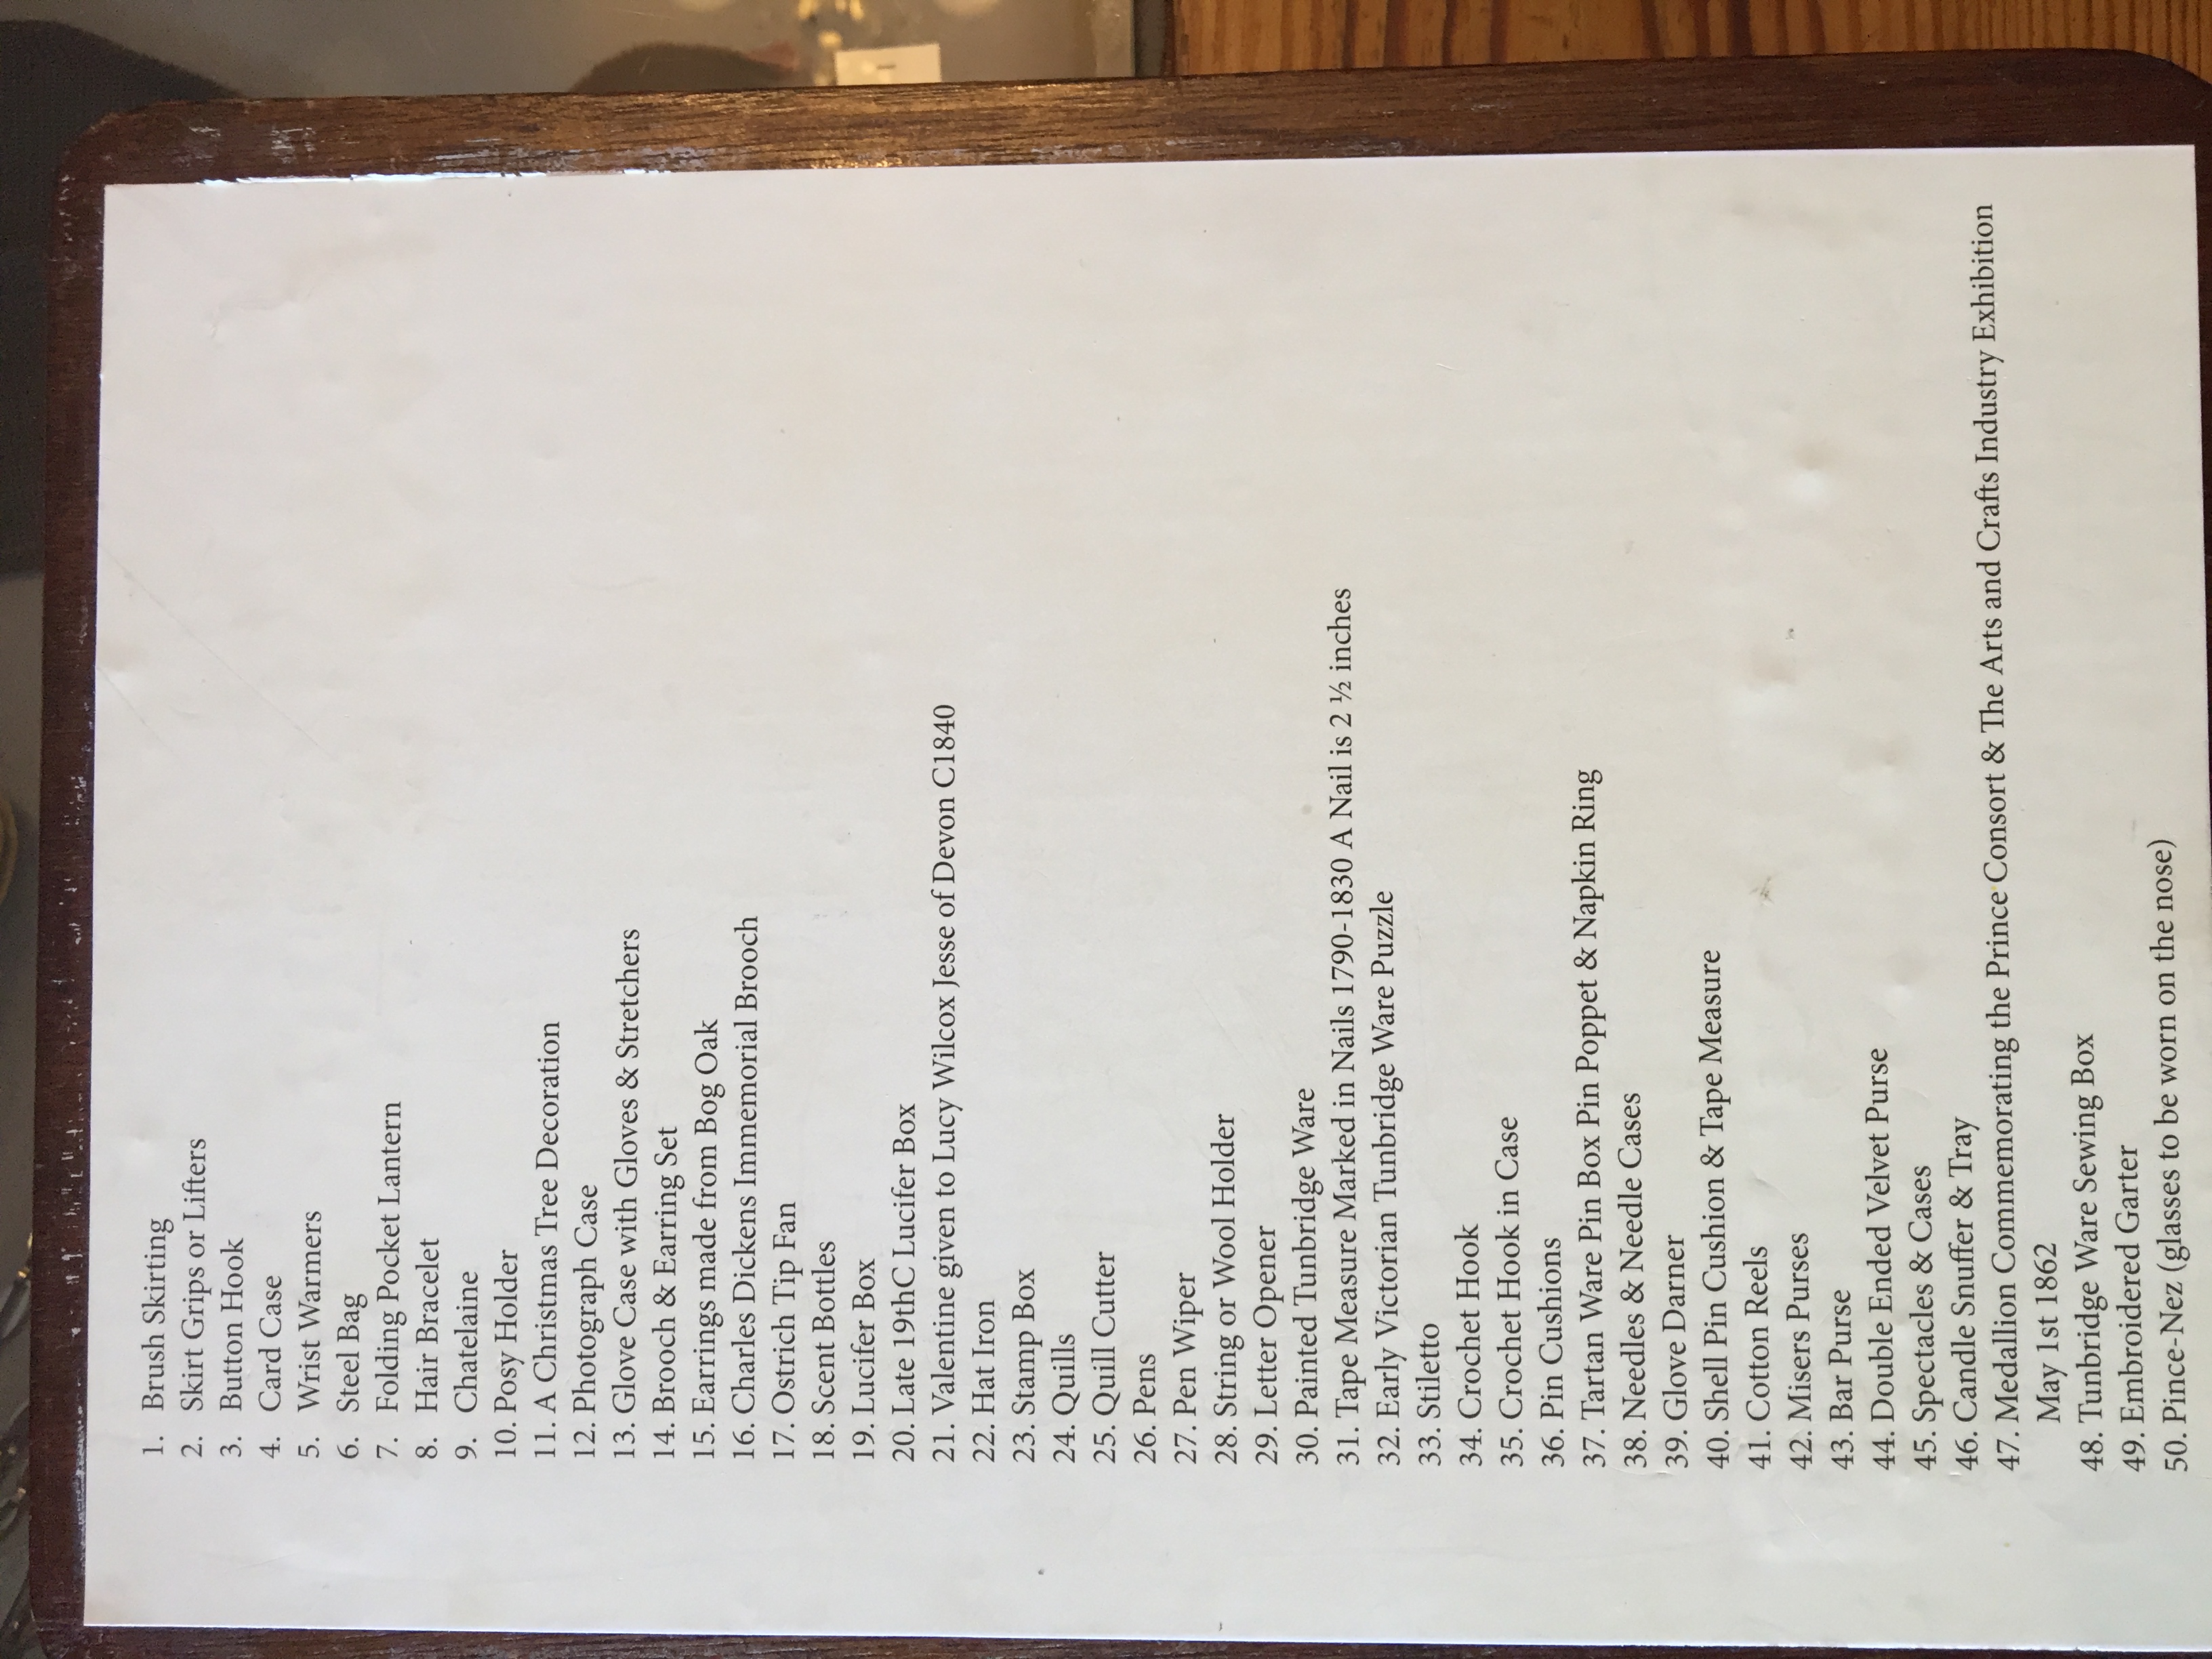 1. Brush Skirting
2. Skirt Grips or Lifters
3. Button Hook
4. Card Case
5. Wrist Warmers
6. Steel Bag
7. Folding Pocket Lantern
8. Hair Bracelet
9. Chatelaine
10. Posy Holder
11. A Christmas Tree Decoration
12. Photograph Case
13. Glove Case with Gloves & Stretchers
14. Brooch & Earring Set
15. Earrings made from Bog Oak
16. Charles Dickens Immemorial Brooch
17. Ostrich Tip Fan
18. Scent Bottles
19. Lucifer Box
20. Late 19thC Lucifer Box
21. Valentine given to Lucy Wilcox Jesse of Devon C1840
22. Hat Iron
23. Stamp Box
24. Quills
25. Quill Cutter
26. Pens
27. Pen Wiper
28. String or Wool Holder
29. Letter Opener
30. Painted Tunbridge Ware
31. Tape Measure Marked in Nails 1790-1830 A Nail is 2 ½ inches
32. Early Victorian Tunbridge Ware Puzzle
33. Stiletto
34. Crochet Hook
35. Crochet Hook in Case
36. Pin Cushions
37. Tartan Ware Pin Box Pin Poppet & Napkin Ring
38. Needles & Needle Cases
39. Glove Darner
40. Shell Pin Cushion & Tape Measure
41. Cotton Reels
42. Misers Purses
43. Bar Purse
44. Double Ended Velvet Purse
45. Spectacles & Cases
46. Candle Snuffer & Tray
47. Medallion Commemorating the Prince Consort & The Arts and Crafts Industry Exhibition
May 1st 1862
48. Tunbridge Ware Sewing Box
49. Embroidered Garter
50. Pince-Nez (glasses to be worn on the nose)